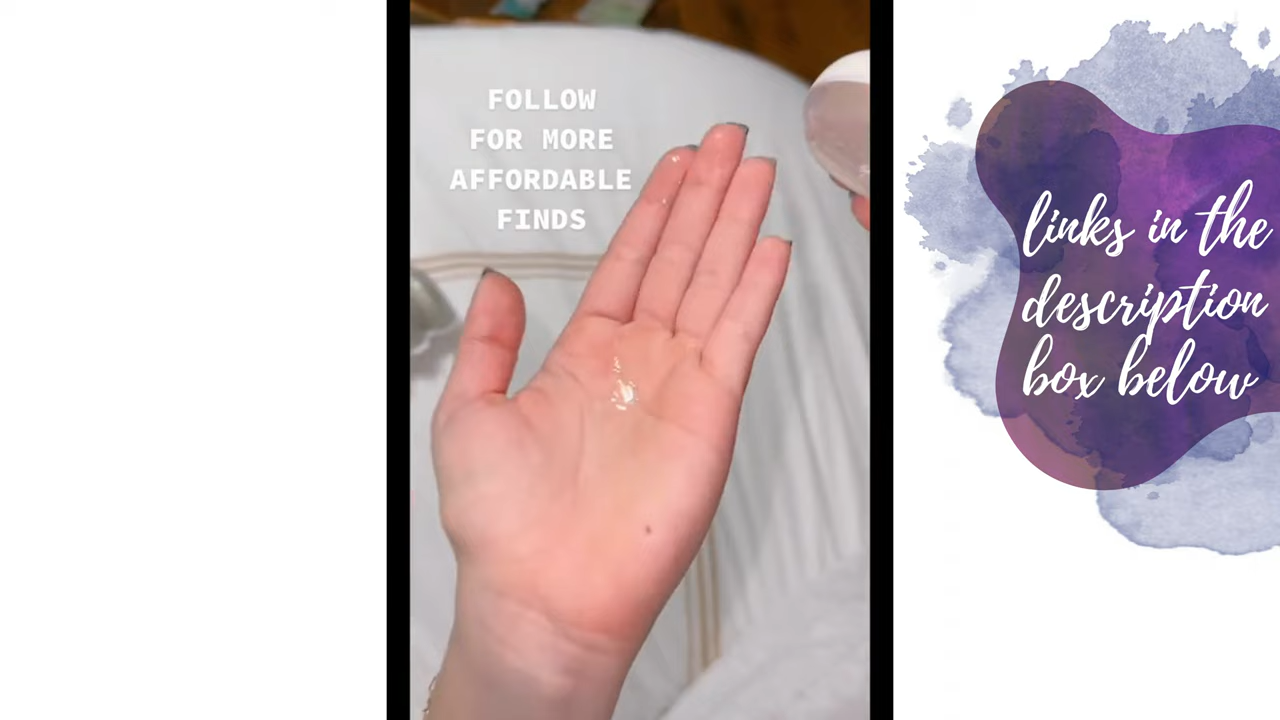 FOLLOW
FOR MORE
AFFORDABLE
FINDS
links in the
description
box below